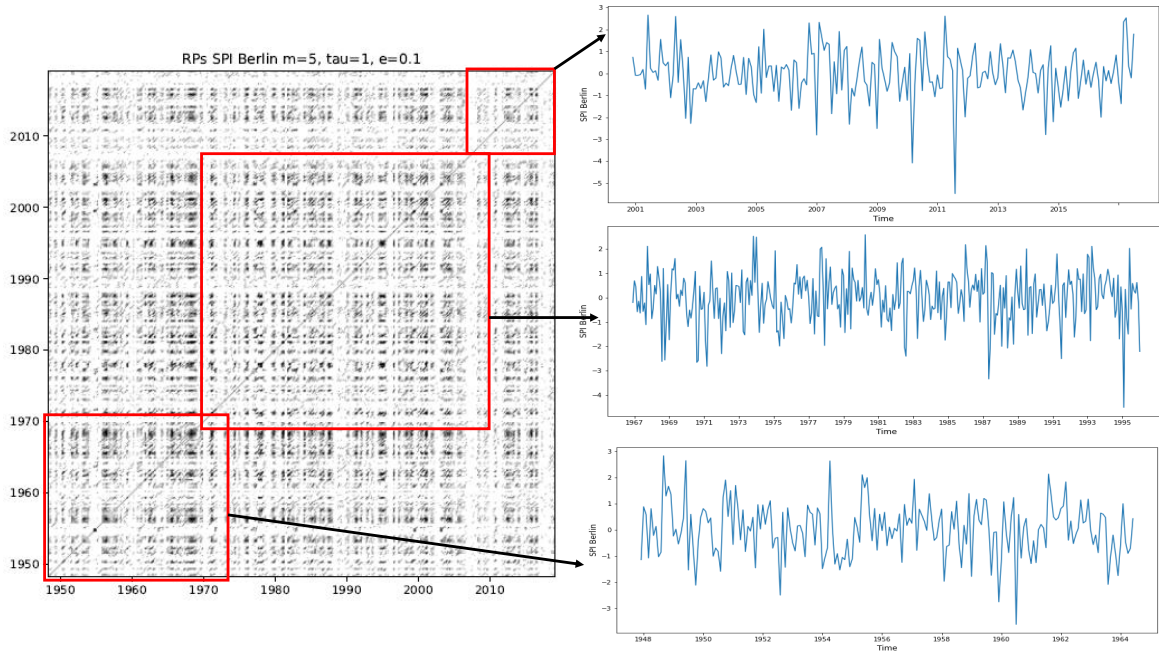 RPs SPI Berlin m=5, tau=1, e=0.1
2010
2000
1990
1980
1970
1960
1950
1950 1960 1970 1980 1990 2000 2010
3
2
1
0
−1
−2
−3
−4
−5
SPI Berlin
2001 2003 2005 2007 2009 2011 2013 2015
Time
2
1
0
−1
−2
−3
−4
SPI Berlin
1967 1969 1971 1973 1975 1977 1979 1981 1983 1985 1987 1989 1991 1993 1995
Time
3
2
1
0
−1
−2
−3
SPI Berlin
1948 1950 1952 1954 1956 1958 1960 1962 1964
Time